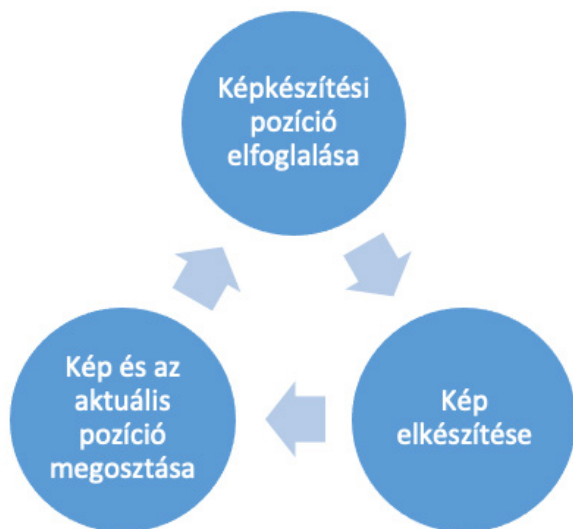 Képkészítési
pozíció
elfoglalása
Kép
elkészítése
Kép és az
aktuális
pozíció
megosztása